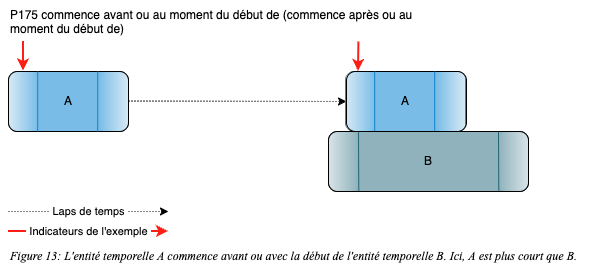 P175 commence avant ou au moment du début de (commence après ou au
moment du début de)
A
A
B
Laps de temps
Indicateurs de l'exemple
Figure 13: L'entité temporelle A commence avant ou avec la début de l'entité temporelle B. Ici, A est plus court que B.